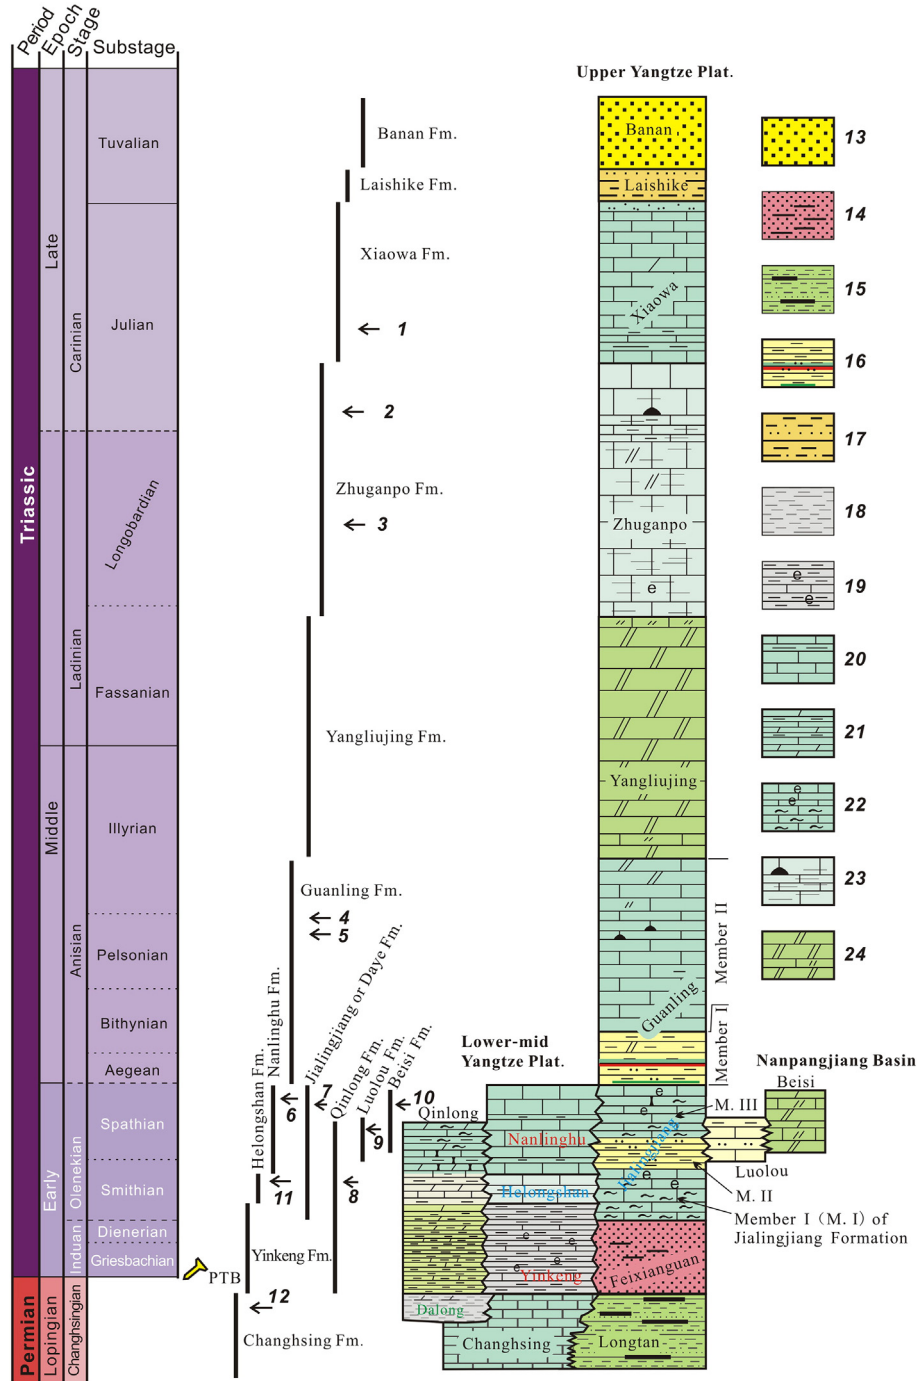 Period
Epoch
Stage
Substage
Triassic
Permian
Late
Middle
Early
Lopingian
Carinian
Ladinian
Anisian
Olenekian
Induan
Changhsingian
Tuvalian
Julian
Longobardian
Fassanian
Illyrian
Pelsonian
Bithynian
Aegean
Spathian
Smithian
Dienerian
Griesbachian
PTB
Banan Fm.
Laishike Fm.
Xiaowa Fm.
1
2
Zhuganpo Fm.
3
Yangliujing Fm.
Guanling Fm.
4
5
Helongshan Fm.
Nanlinghu Fm.
Jialingjiang or Daye Fm.
Qinlong Fm.
Luolou Fm.
Beisi Fm.
6
7
8
9
10
11
Yinkeng Fm.
12
Changhsing Fm.
Upper Yangtze Plat.
Banan
Laishike
Xiaowa
Zhuganpo
e
Yangliujing
Guanling
Member II
Member I
Lower-mid
Yangtze Plat.
Nanpangjiang Basin
Beisi
Qinlong
Nanlinghu
Helongshan
Yinkeng
e
e
e
e
Dalong
Changhsing
e
e
Jialingjiang
e
e
Feixianguan
Longtan
M. III
Luolou
M. II
Member I (M. I) of
Jialingjiang Formation
13
14
15
16
17
18
e
e
19
20
21
e
e
22
23
24